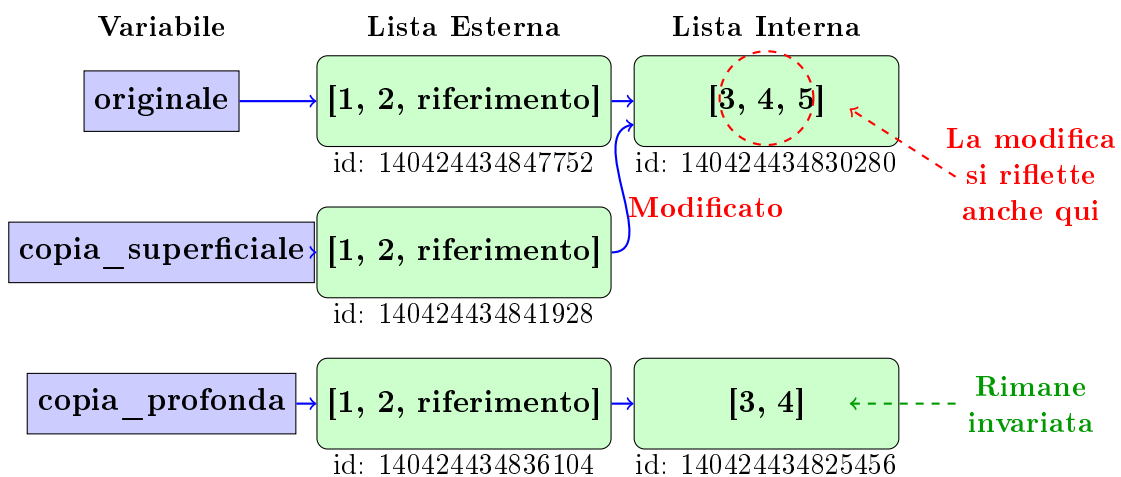 Variabile
Lista Esterna
Lista Interna
originale
[1, 2, riferimento]
[3, 4, 5]
id: 140424434847752
id: 140424434830280
La modifica
si riflette
anche qui
Modificato
copia_superficiale
[1, 2, riferimento]
id: 140424434841928
copia_profonda
[1, 2, riferimento]
[3, 4]
Rimane
invariata
id: 140424434836104
id: 140424434825456